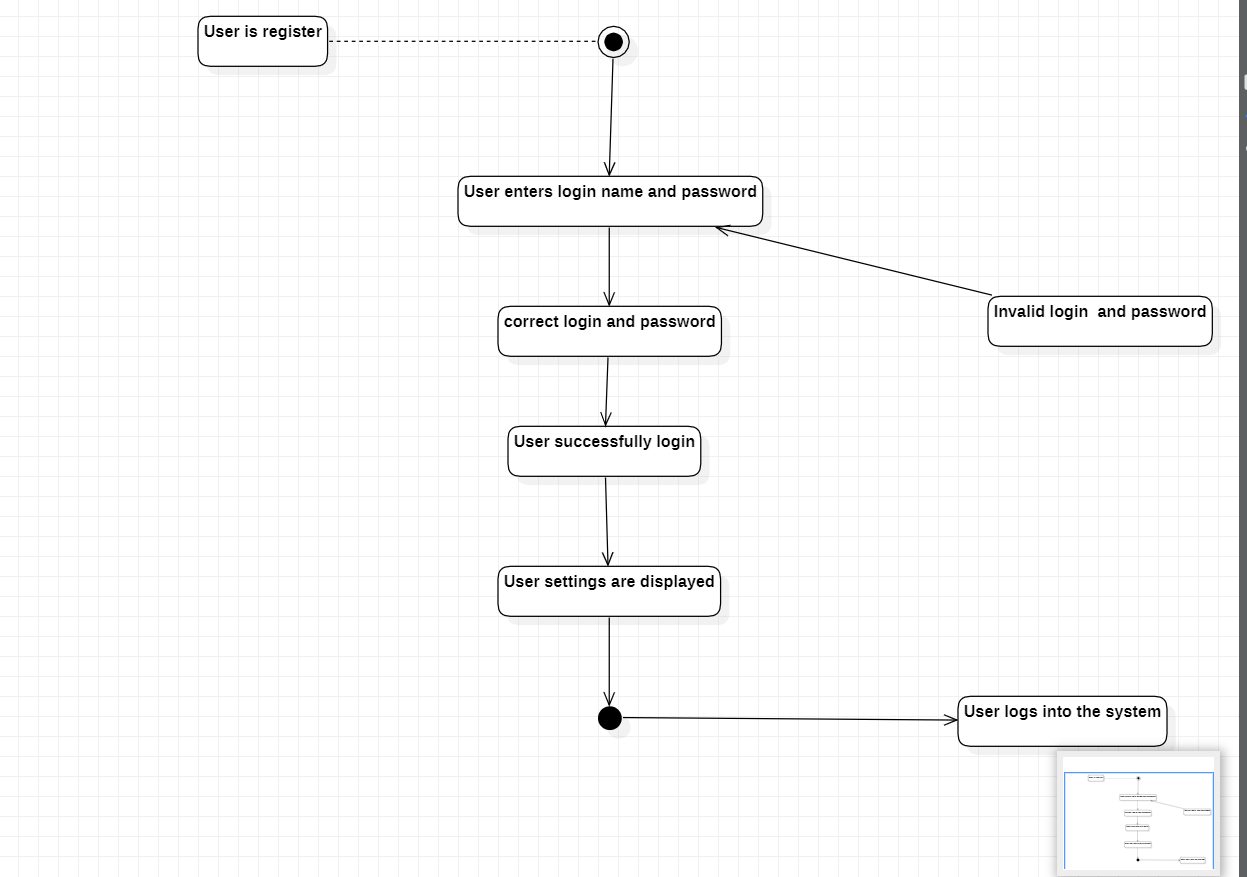 User is register
User enters login name and password
Invalid login  and password
correct login and password
User successfully login
User settings are displayed
User logs into the system